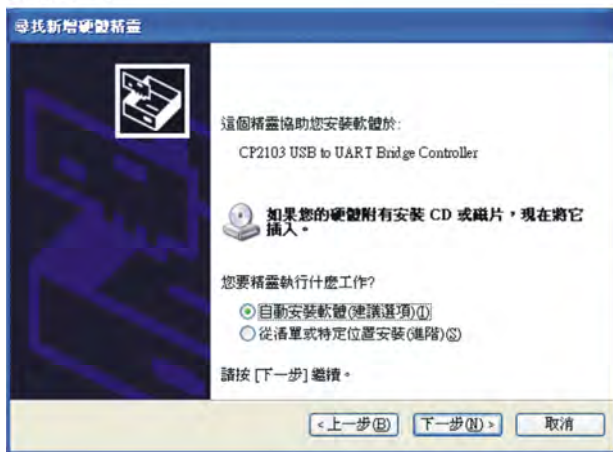 尋找新增硬體精靈
這個精靈協助您安裝軟體於:
CP2103 USB to UART Bridge Controller
如果您的硬體附有安裝 CD 或磁片，現在將它
插入。
您要精靈執行什麼工作?
自動安裝軟體(建議選項)(I)
從清單或特定位置安裝(進階)(S)
請按 [下一步] 繼續。
<上一步(B) 下一步(N)> 取消